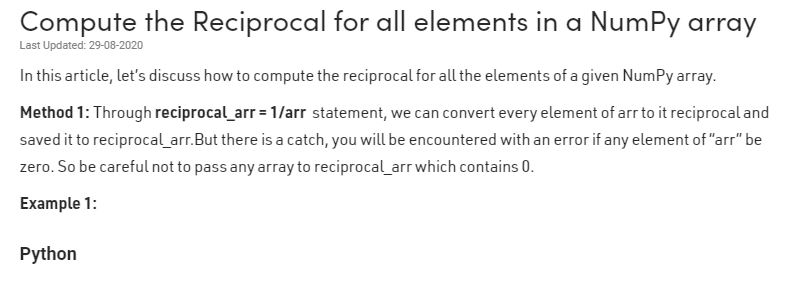 Compute the Reciprocal for all elements in a NumPy array
Last Updated: 29-08-2020
In this article, let's discuss how to compute the reciprocal for all the elements of a given NumPy array.
Method 1: Through reciprocal_arr = 1/arr statement, we can convert every element of arr to it reciprocal and
saved it to reciprocal_arr.But there is a catch, you will be encountered with an error if any element of "arr" be
zero. So be careful not to pass any array to reciprocal_arr which contains 0.
Example 1:
Python